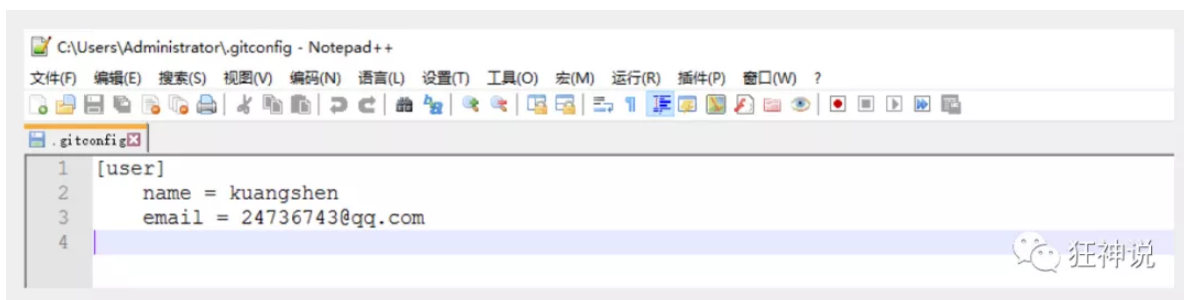 C:\Users\Administrator\.gitconfig - Notepad++
文件(F) 编辑(E) 搜索(S) 视图(V) 编码(N) 语言(L) 设置(T) 工具(O) 宏(M) 运行(R) 插件(P) 窗口(W) ?
.gitconfig
1 [user]
2 name = kuangshen
3 email = 24736743@qq.com
4
狂神说